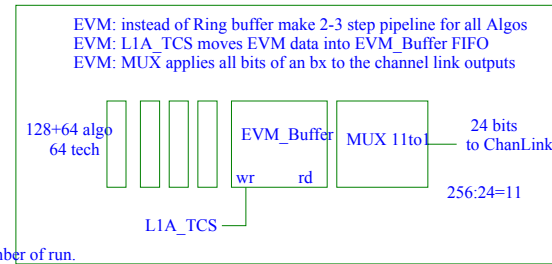 EVM: instead of Ring buffer make 2-3 step pipeline for all Algos
EVM: L1A_TCS moves EVM data into EVM_Buffer FIFO
EVM: MUX applies all bits of an bx to the channel link outputs
128+64 algo
64 tech
EVM_Buffer
wr rd
MUX 11to1
24 bits
to ChanLink
256:24=11
L1A_TCS
of run.